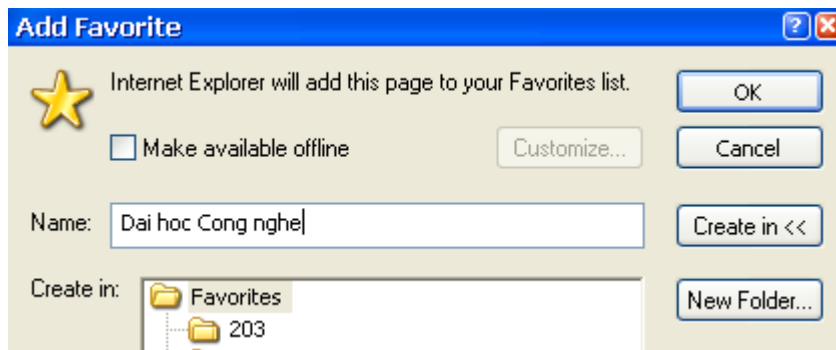 Add Favorite
Internet Explorer will add this page to your Favorites list.
OK
Make available offline
Customize...
Cancel
Name:
Dai hoc Cong nghe
Create in <<
Create in:
Favorites
New Folder...
203